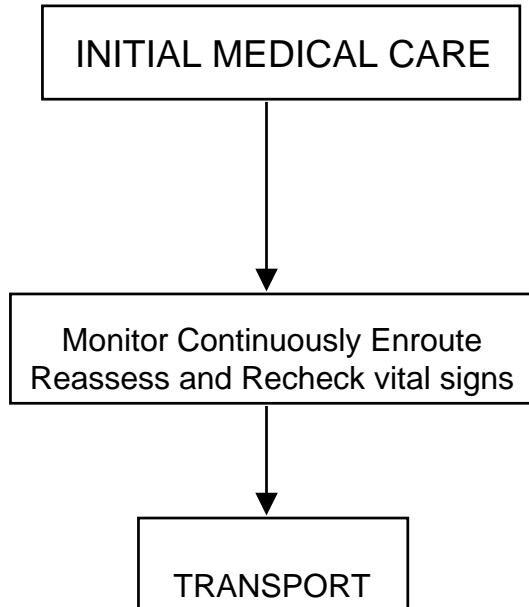 INITIAL MEDICAL CARE
Monitor Continuously Enroute
Reassess and Recheck vital signs
TRANSPORT